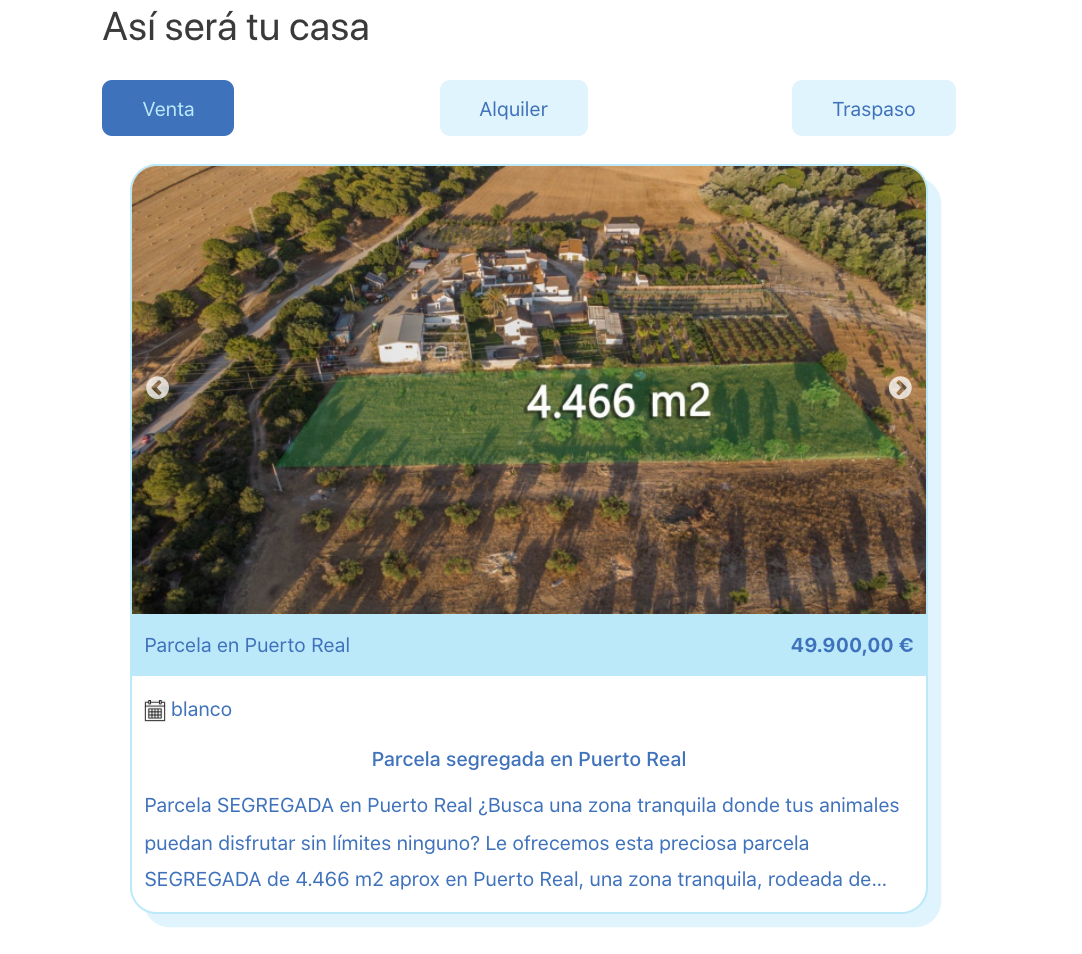 Así será tu casa
Venta
Alquiler
Traspaso
4.466 m2
Parcela en Puerto Real
49.900,00 €
blanco
Parcela segregada en Puerto Real
Parcela SEGREGADA en Puerto Real ¿Busca una zona tranquila donde tus animales
puedan disfrutar sin límites ninguno? Le ofrecemos esta preciosa parcela
SEGREGADA de 4.466 m2 aprox en Puerto Real, una zona tranquila, rodeada de...